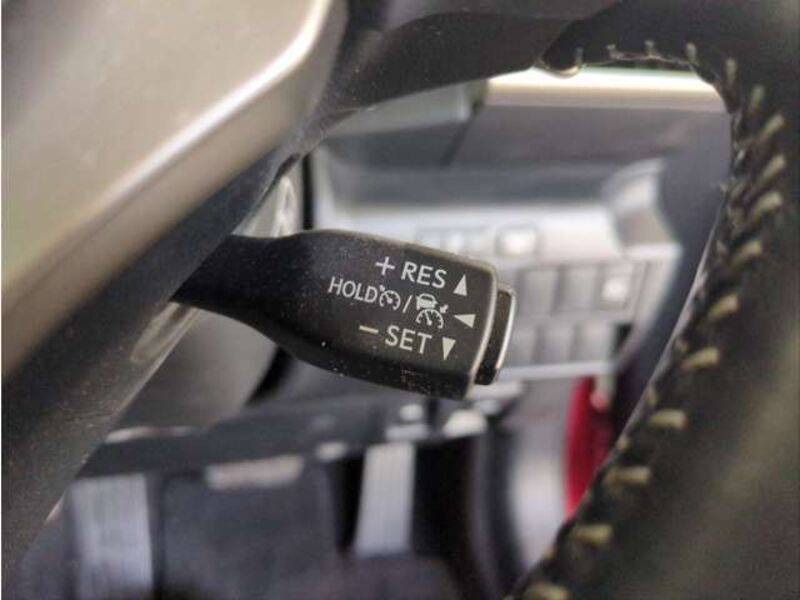 + RES ▲
HOLD / ◀
− SET ▼